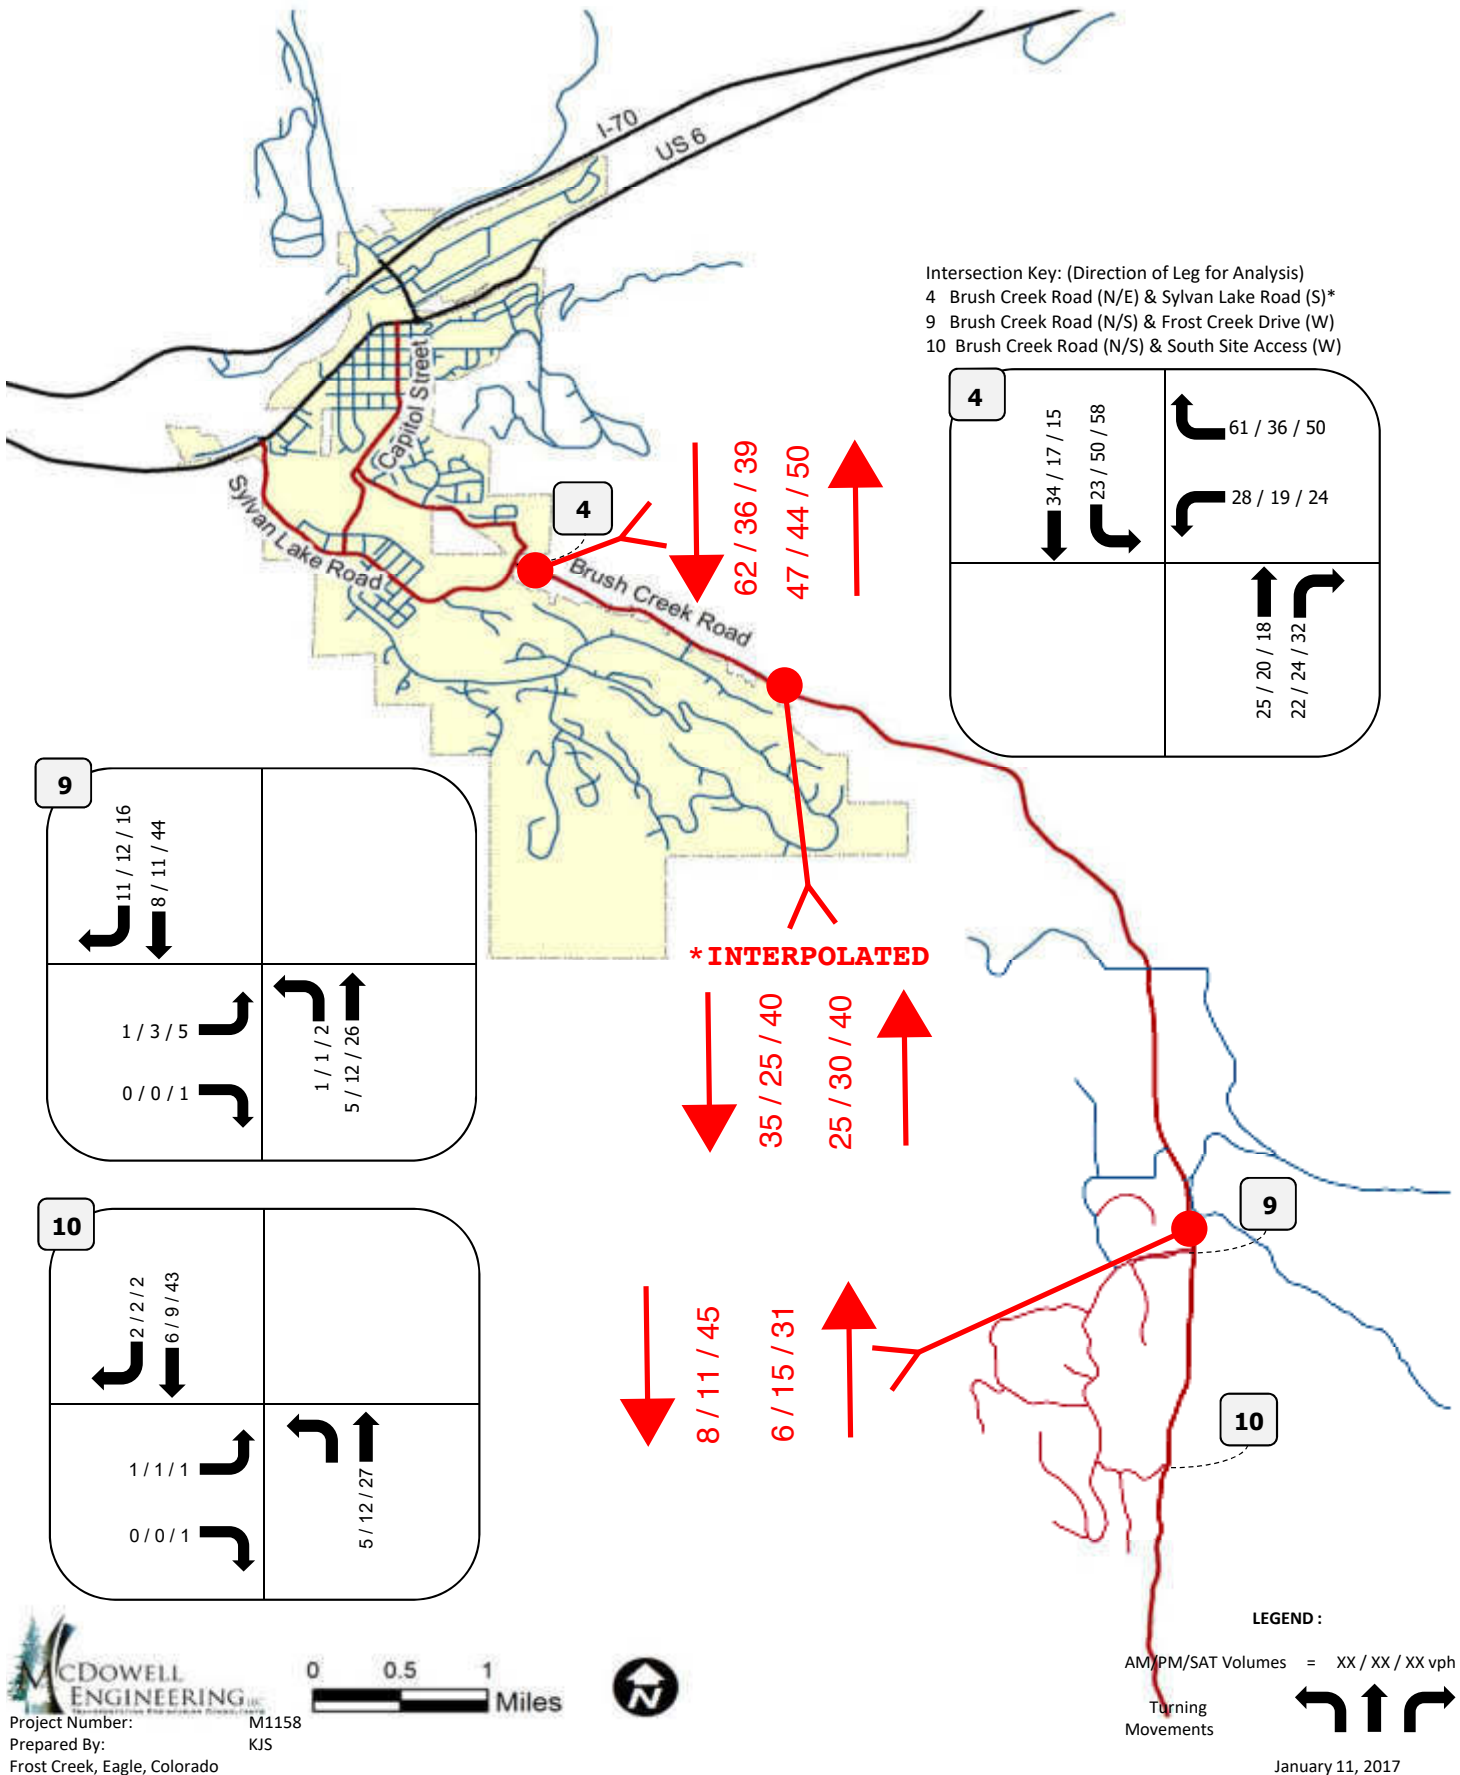 I-70
US 6
Intersection Key: (Direction of Leg for Analysis)
4 Brush Creek Road (N/E) & Sylvan Lake Road (S)*
9 Brush Creek Road (N/S) & Frost Creek Drive (W)
10 Brush Creek Road (N/S) & South Site Access (W)
Capitol Street
Sylvan Lake Road
Brush Creek Road
4
62 / 36 / 39
47 / 44 / 50
4
34 / 17 / 15
23 / 50 / 58
61 / 36 / 50
28 / 19 / 24
25 / 20 / 18
22 / 24 / 32
9
11 / 12 / 16
8 / 11 / 44
1 / 3 / 5
0 / 0 / 1
1 / 1 / 2
5 / 12 / 26
*INTERPOLATED
35 / 25 / 40
25 / 30 / 40
9
10
2 / 2 / 2
6 / 9 / 43
1 / 1 / 1
0 / 0 / 1
5 / 12 / 27
8 / 11 / 45
6 / 15 / 31
10
LEGEND :
AM/PM/SAT Volumes = XX / XX / XX vph
Turning
Movements
MCDOWELL
ENGINEERING LLC
0 0.5 1
Miles
N
Project Number: M1158
Prepared By: KJS
Frost Creek, Eagle, Colorado
January 11, 2017